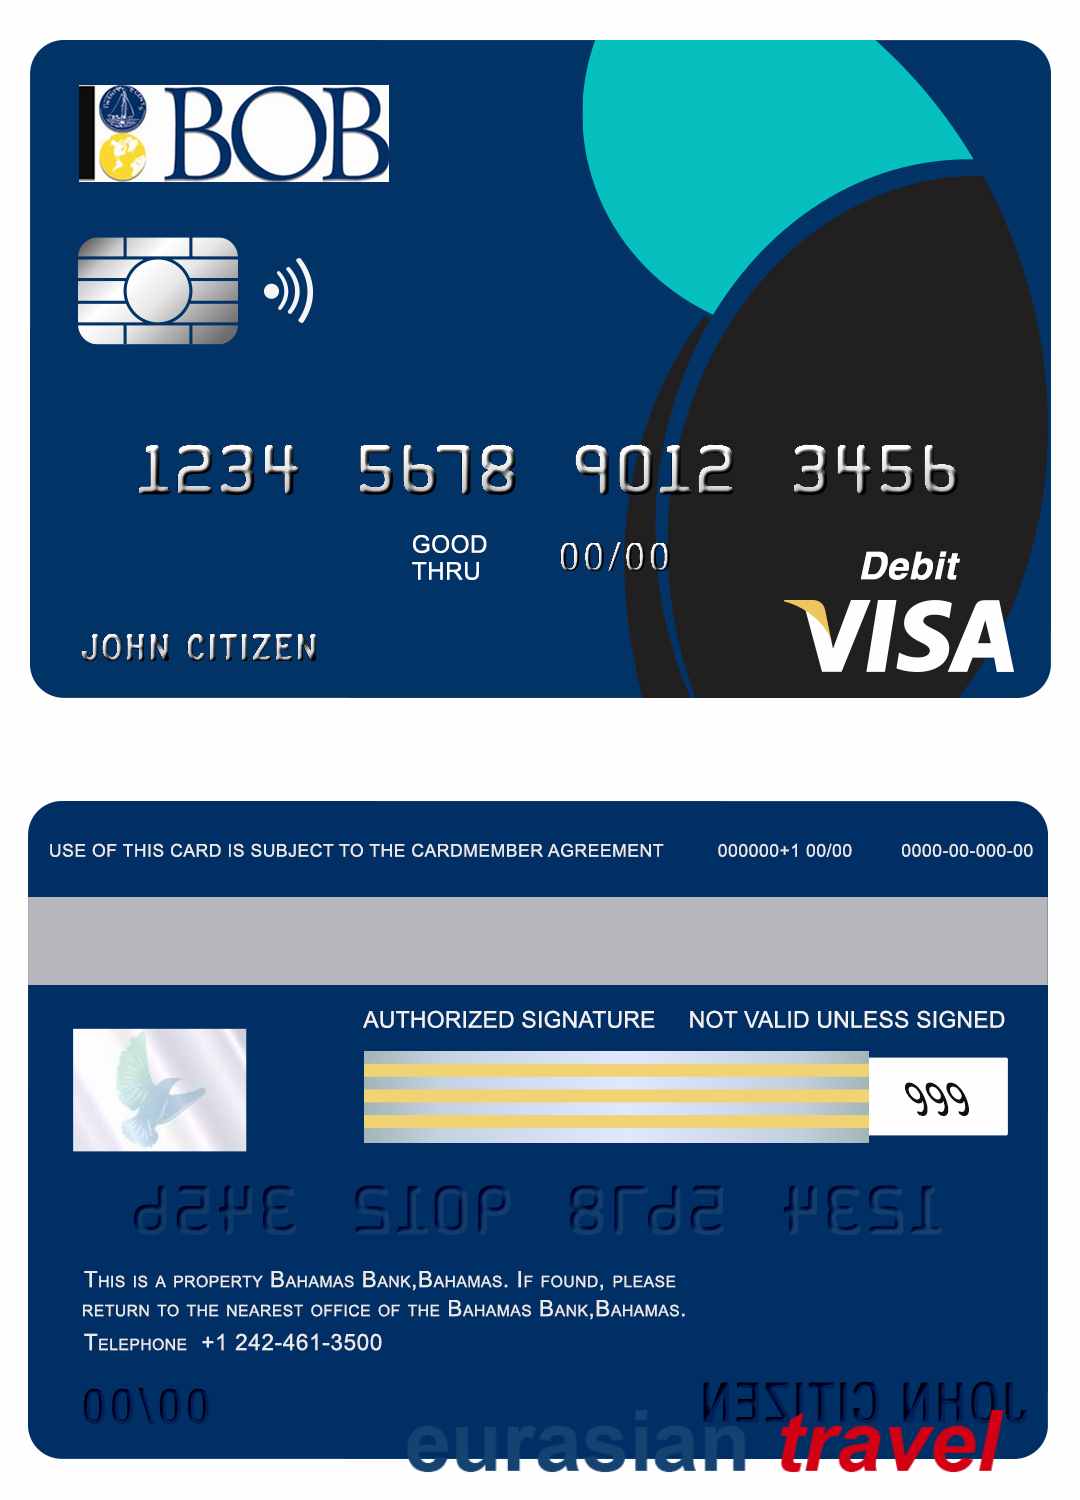 BOB
1234 5678 9012 3456
GOOD
THRU
00/00
Debit
VISA
JOHN CITIZEN
USE OF THIS CARD IS SUBJECT TO THE CARDMEMBER AGREEMENT 000000+1 00/00 0000-00-000-00
AUTHORIZED SIGNATURE NOT VALID UNLESS SIGNED
999
1234 5678 9012 3456
THIS IS A PROPERTY BAHAMAS BANK,BAHAMAS. IF FOUND, PLEASE
RETURN TO THE NEAREST OFFICE OF THE BAHAMAS BANK,BAHAMAS.
TELEPHONE +1 242-461-3500
00/00
JOHN CITIZEN
eurasian travel